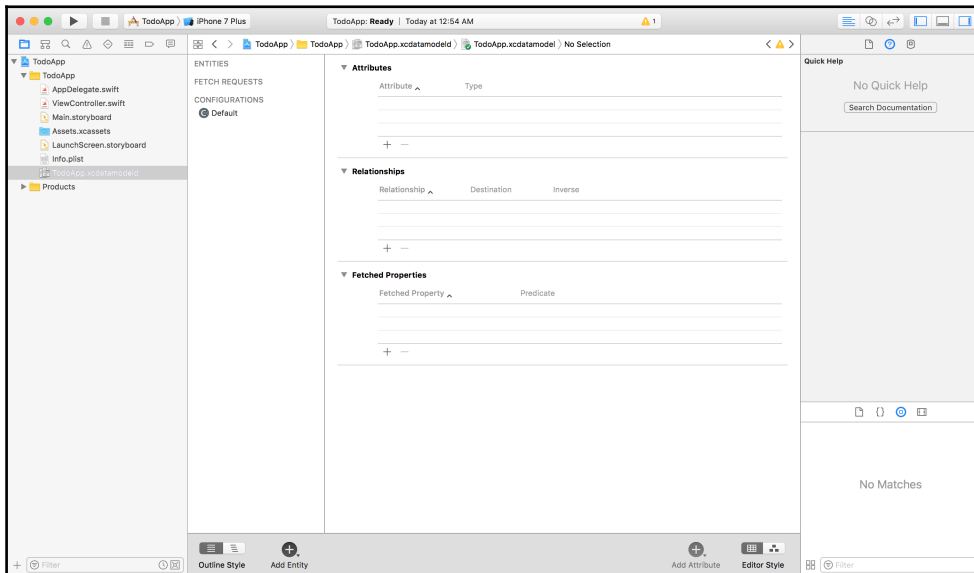 TodoApp
iPhone 7 Plus
TodoApp: Ready | Today at 12:54 AM
1
TodoApp
TodoApp
TodoApp.xcdatamodeld
TodoApp.xcdatamodel
No Selection
TodoApp
TodoApp
AppDelegate.swift
ViewController.swift
Main.storyboard
Assets.xcassets
LaunchScreen.storyboard
Info.plist
TodoApp.xcdatamodeld
Products
Filter
ENTITIES
FETCH REQUESTS
CONFIGURATIONS
C Default
Attributes
Attribute Type
Relationships
Relationship Destination Inverse
Fetched Properties
Fetched Property Predicate
Outline Style
Add Entity
Add Attribute
Editor Style
Quick Help
No Quick Help
Search Documentation
No Matches
Filter